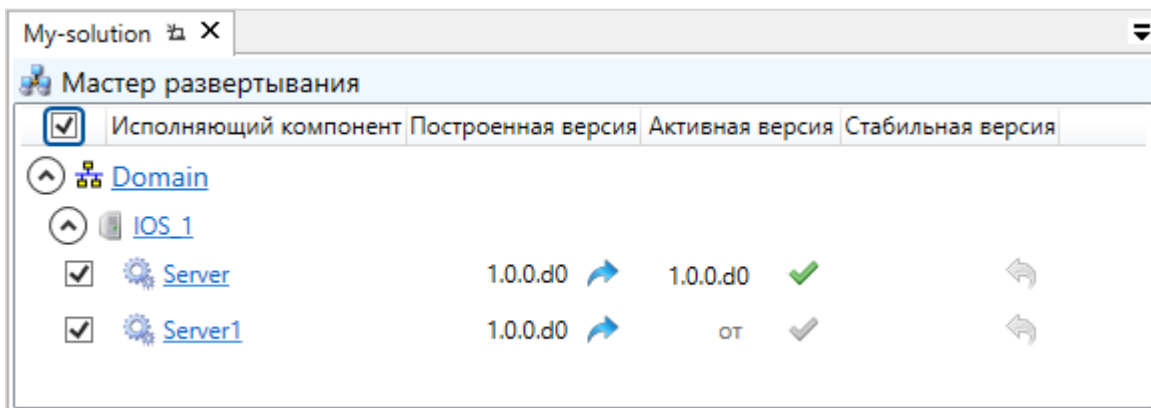 My-solution
Мастер развертывания
Исполняющий компонент Построенная версия Активная версия Стабильная версия
Domain
IOS_1
Server 1.0.0.d0 1.0.0.d0
Server1 1.0.0.d0 от